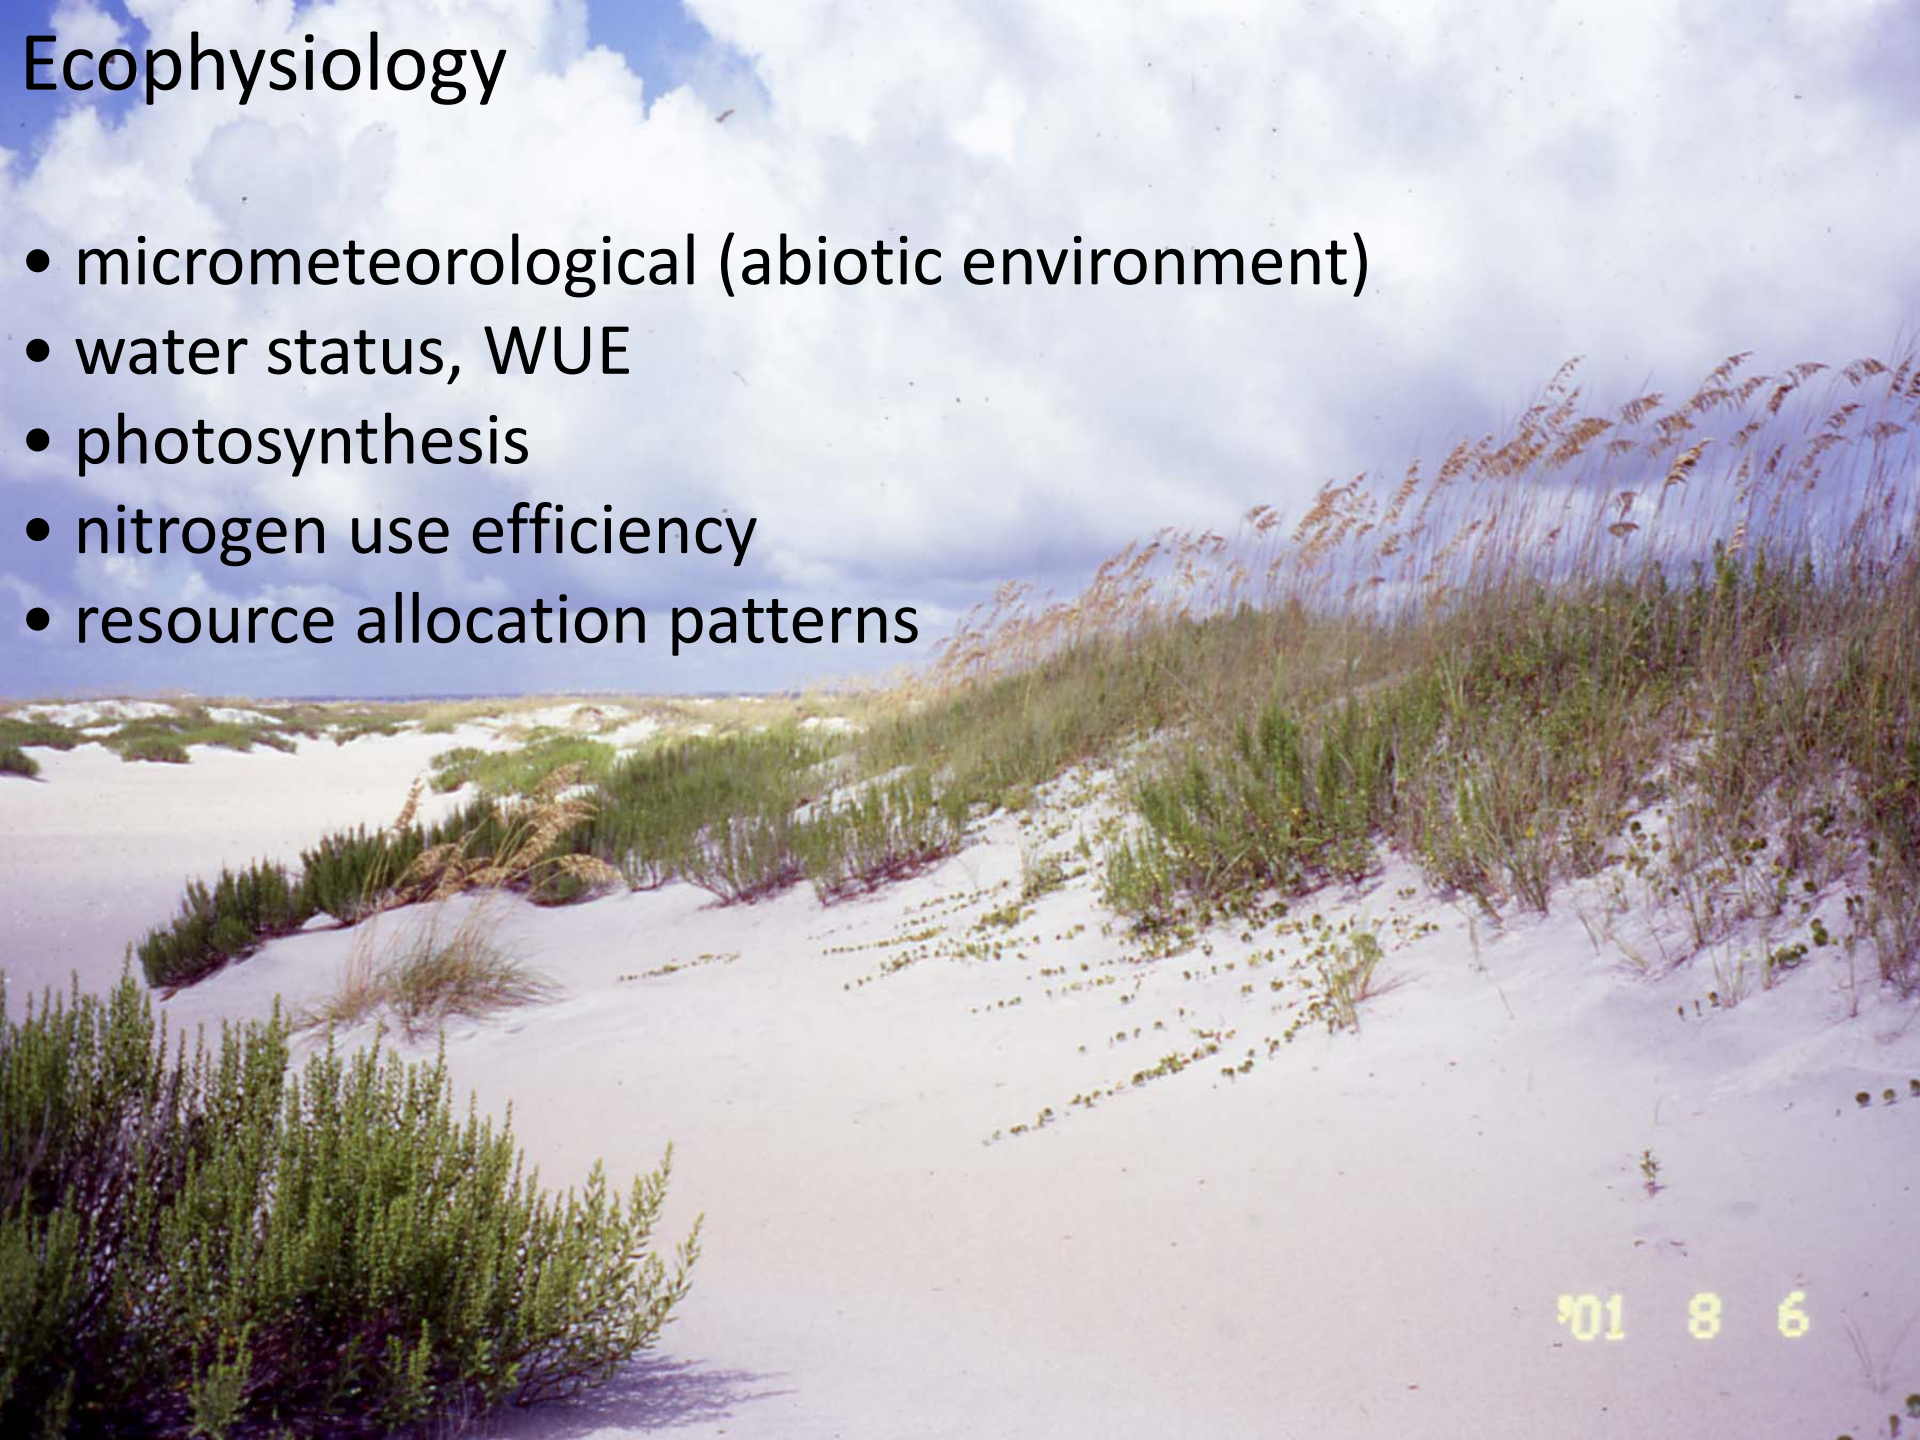 Ecophysiology
• micrometeorological (abiotic environment)
• water status, WUE
• photosynthesis
• nitrogen use efficiency
• resource allocation patterns
'01 8 6